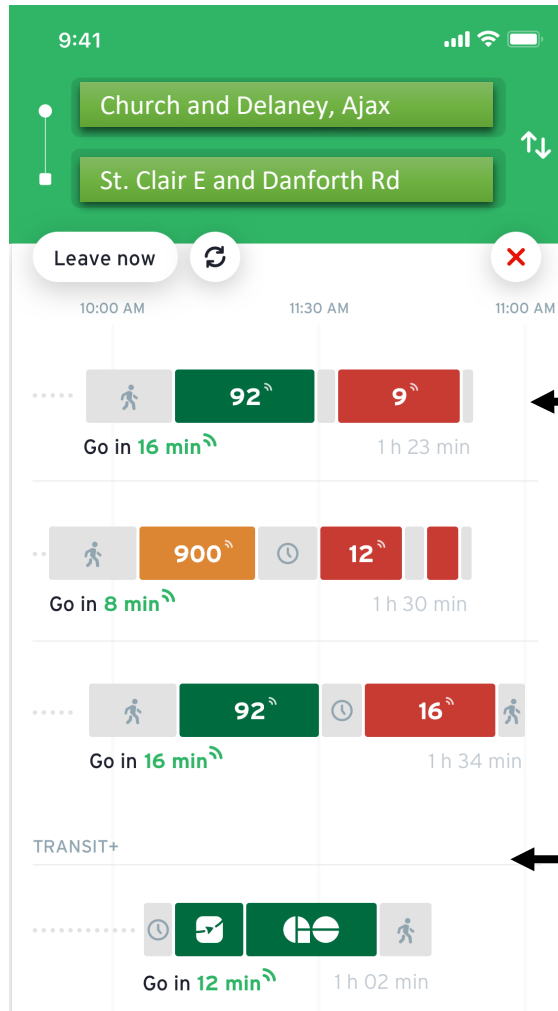 9:41
Church and Delaney, Ajax
St. Clair E and Danforth Rd
Leave now
10:00 AM 11:30 AM 11:00 AM
92 9
Go in 16 min 1 h 23 min
900 12
Go in 8 min 1 h 30 min
92 16
Go in 16 min 1 h 34 min
TRANSIT+
GO
Go in 12 min 1 h 02 min